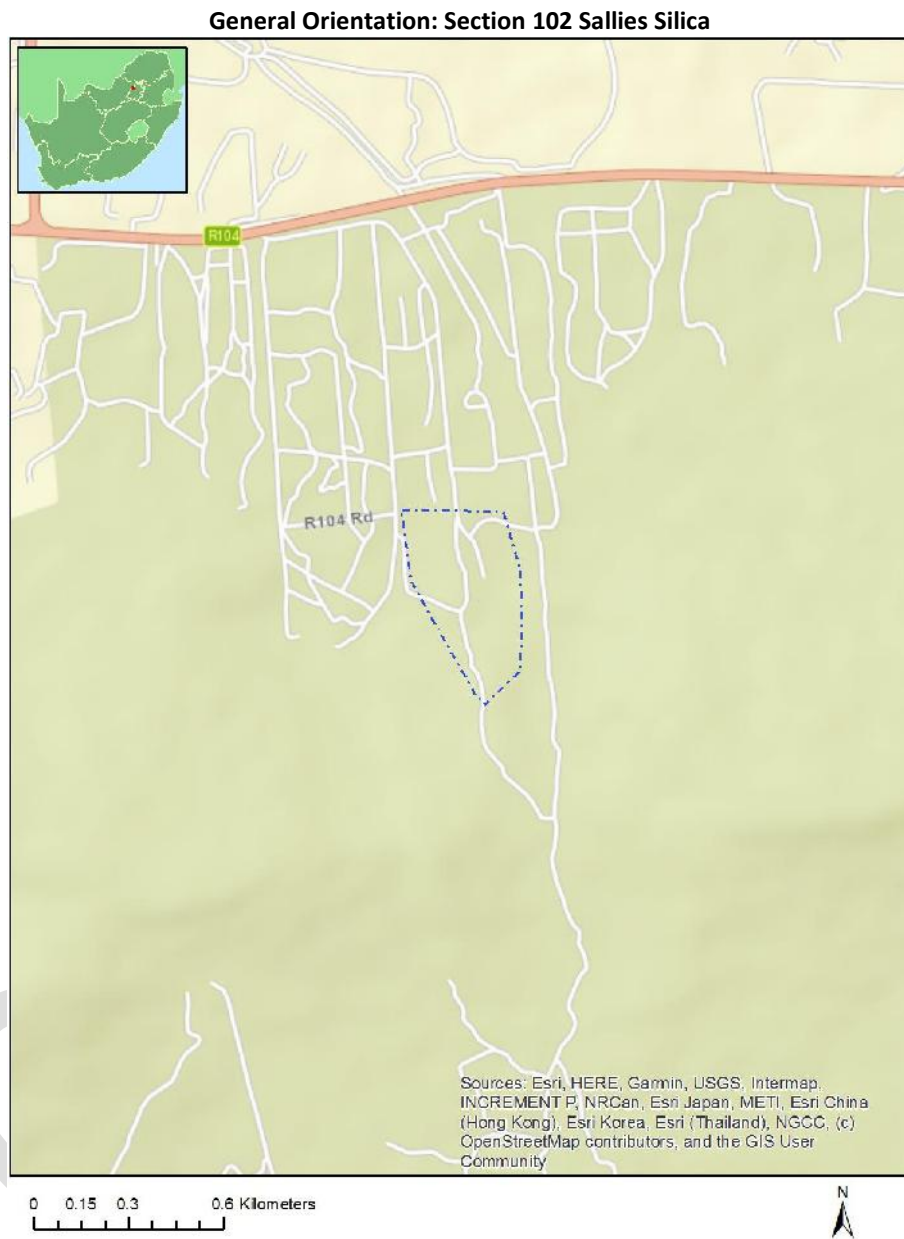 General Orientation: Section 102 Sallies Silica
R104
R104 Rd
Sources: Esri, HERE, Garmin, USGS, Intermap,
INCREMENT P, NRCan, Esri Japan, METI, Esri China
(Hong Kong), Esri Korea, Esri (Thailand), NGCC, (c)
OpenStreetMap contributors, and the GIS User
Community
0 0.15 0.3 0.6 Kilometers
N